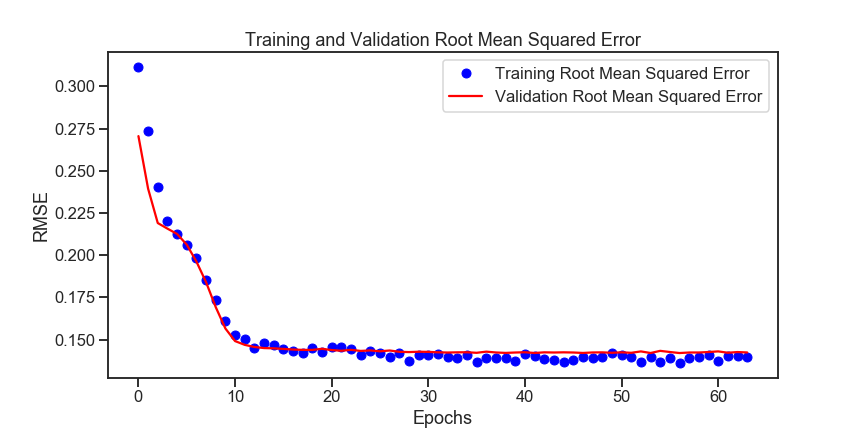 Training and Validation Root Mean Squared Error
Training Root Mean Squared Error
Validation Root Mean Squared Error
RMSE
0.300
0.275
0.250
0.225
0.200
0.175
0.150
0 10 20 30 40 50 60
Epochs